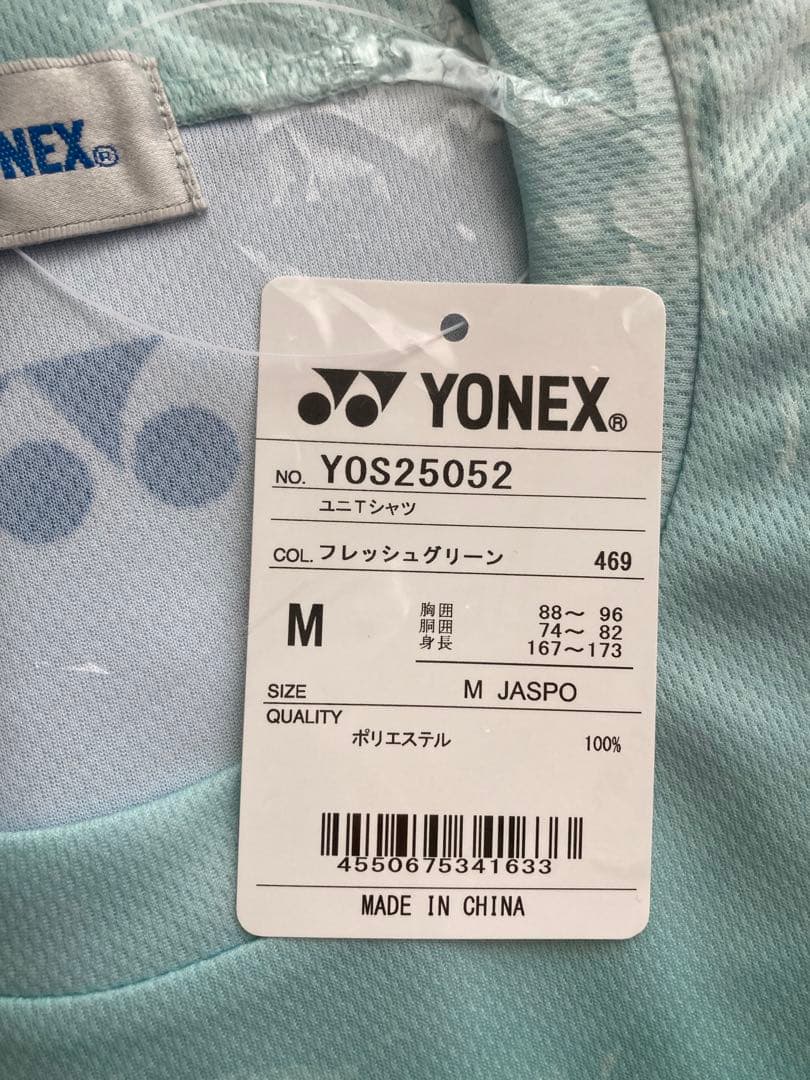 NEX®
YONEX®
NO. YOS25052
ユニTシャツ
COL. フレッシュグリーン 469
M
胸囲 88～ 96
胴囲 74～ 82
身長 167～173
SIZE M JASPO
QUALITY
ポリエステル 100%
4550675341633
MADE IN CHINA